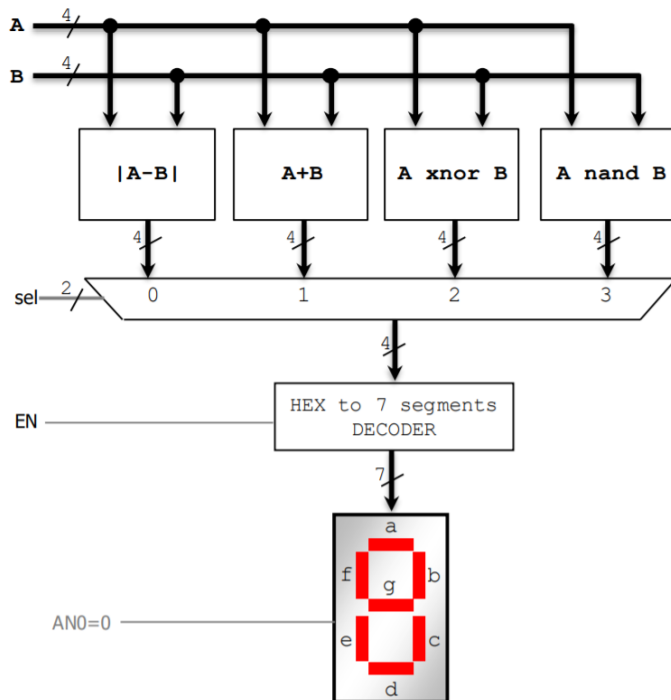 A 4
B 4
|A-B| A+B A xnor B A nand B
4 4 4 4
sel 2 0 1 2 3
4
EN HEX to 7 segments
DECODER
7
a
f b
g
AN0=0 e c
d